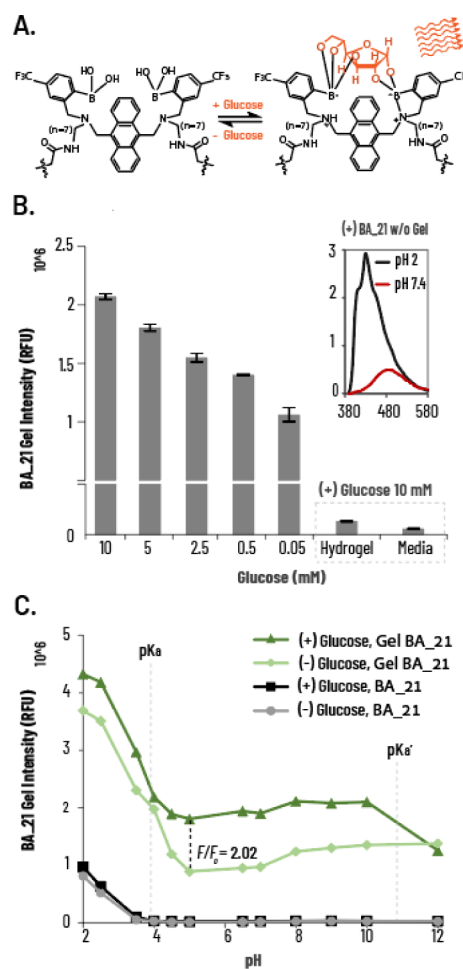 A.
F3C
HO
OH
HO
OH
CF3
B
B
N
N
(n=7)
(n=7)
NH
HN
O
O
+ Glucose
- Glucose
F3C
O
O
O
O
O
O
H
H
H
B
B
NH
N
+
(n=7)
(n=7)
NH
HN
O
O
B.
10^6
BA_21 Gel Intensity (RFU)
2.5
2
1.5
1
0
10
5
2.5
0.5
0.05
Hydrogel
Media
Glucose (mM)
(+) Glucose 10 mM
(+) BA_21 w/o Gel
3
2
1
0
pH 2
pH 7.4
380
480
580
C.
10^6
BA_21 Gel Intensity (RFU)
5
4
3
2
1
0
2
4
6
8
10
12
pH
pKa
pKa'
F/Fo = 2.02
(+) Glucose, Gel BA_21
(-) Glucose, Gel BA_21
(+) Glucose, BA_21
(-) Glucose, BA_21